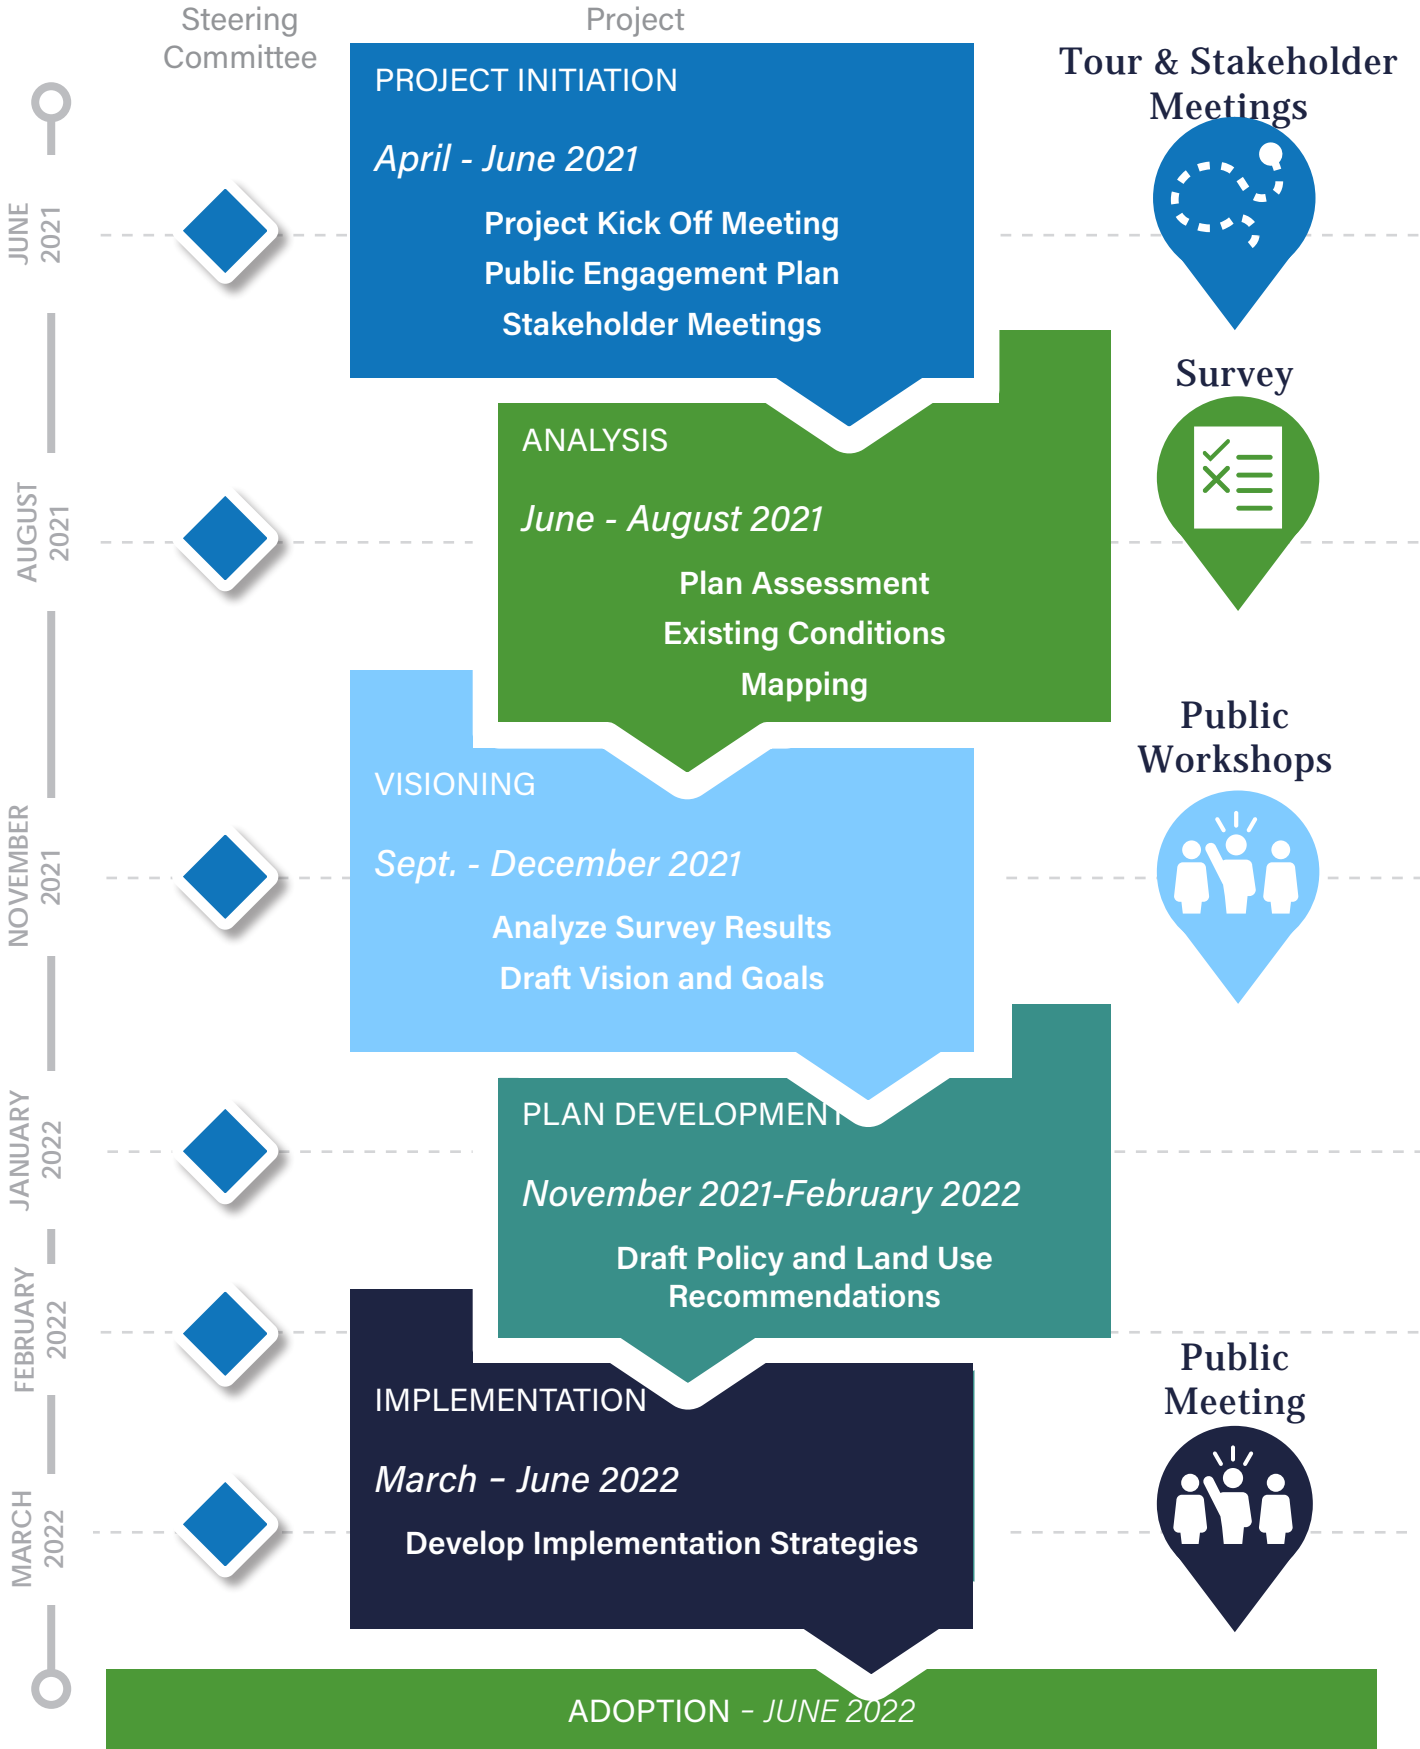 Steering
Committee
Project
PROJECT INITIATION
April - June 2021
Project Kick Off Meeting
Public Engagement Plan
Stakeholder Meetings
Tour & Stakeholder
Meetings
JUNE
2021
ANALYSIS
June - August 2021
Plan Assessment
Existing Conditions
Mapping
Survey
AUGUST
2021
VISIONING
Sept. - December 2021
Analyze Survey Results
Draft Vision and Goals
Public
Workshops
NOVEMBER
2021
PLAN DEVELOPMENT
November 2021-February 2022
Draft Policy and Land Use
Recommendations
JANUARY
2022
FEBRUARY
2022
IMPLEMENTATION
March – June 2022
Develop Implementation Strategies
Public
Meeting
MARCH
2022
ADOPTION – JUNE 2022